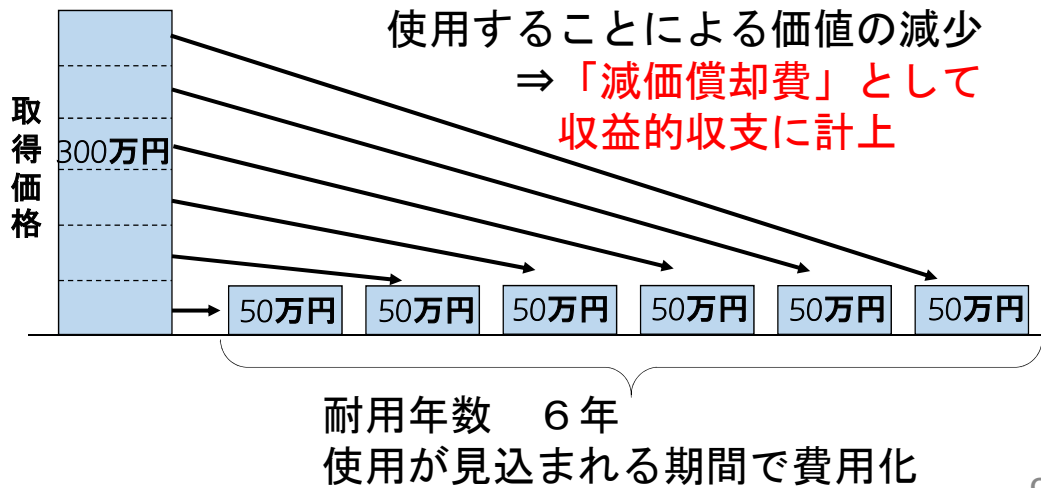 使用することによる価値の減少
⇒「減価償却費」として
収益的収支に計上
取得価格
300万円
50万円
50万円
50万円
50万円
50万円
50万円
耐用年数　６年
使用が見込まれる期間で費用化